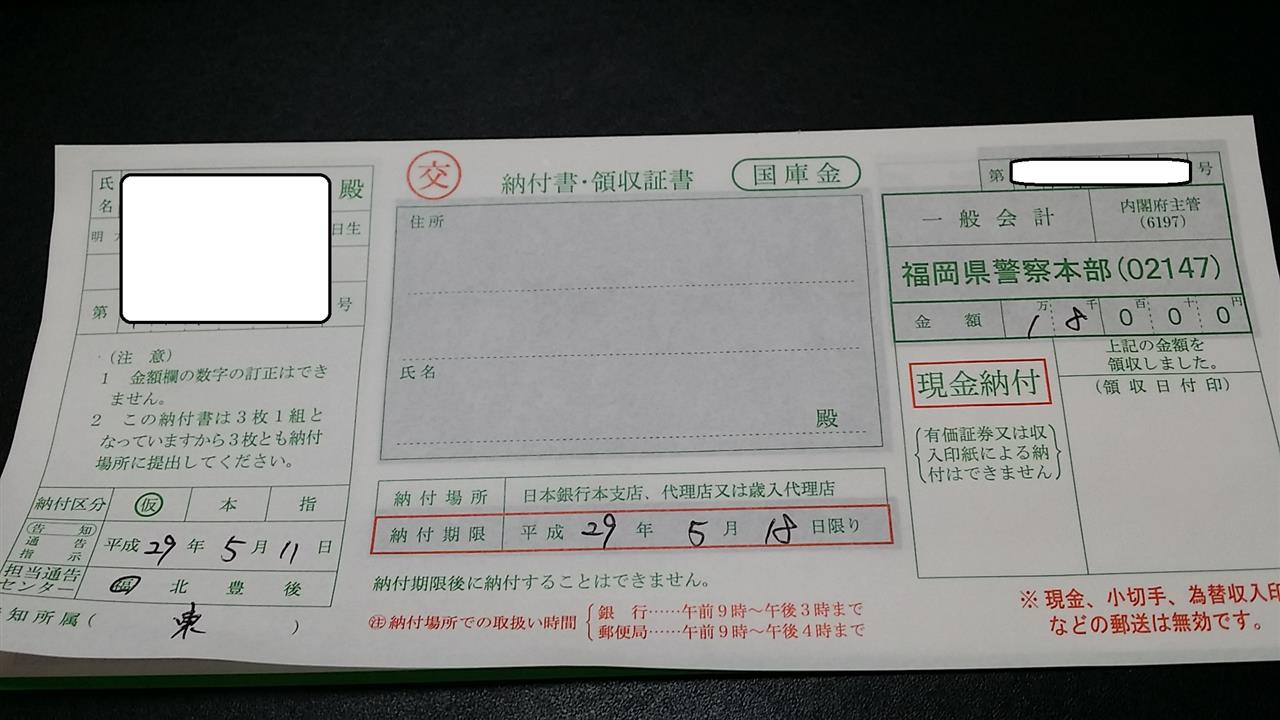 氏名 殿
明 日生
第 号
(注 意)
1 金額欄の数字の訂正はでき
ません。
2 この納付書は3枚1組と
なっていますから3枚とも納付
場所に提出してください。
納付区分 仮 本 指
告知 通告 指示 平成 29 年 5 月 11 日
担当通告センター 福 北 豊 後
知所属( 東 )
交 納付書・領収証書 国庫金
住所
氏名
殿
納付場所 日本銀行本支店、代理店又は歳入代理店
納付期限 平成 29 年 5 月 18 日限り
納付期限後に納付することはできません。
注 納付場所での取扱い時間
銀 行……午前9時~午後3時まで
郵便局……午前9時~午後4時まで
第 号
一般会計 内閣府主管
(6197)
福岡県警察本部(02147)
金額 万 千 百 十 円
1 8 0 0 0
現金納付
有価証券又は収
入印紙による納
付はできません
上記の金額を
領収しました。
(領収日付印)
※ 現金、小切手、為替収入印
などの郵送は無効です。